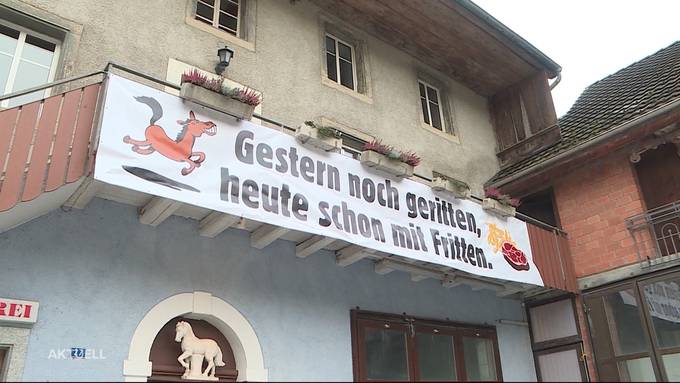 Gestern noch geritten,
heute schon mit Fritten.
REI
AKTUELL